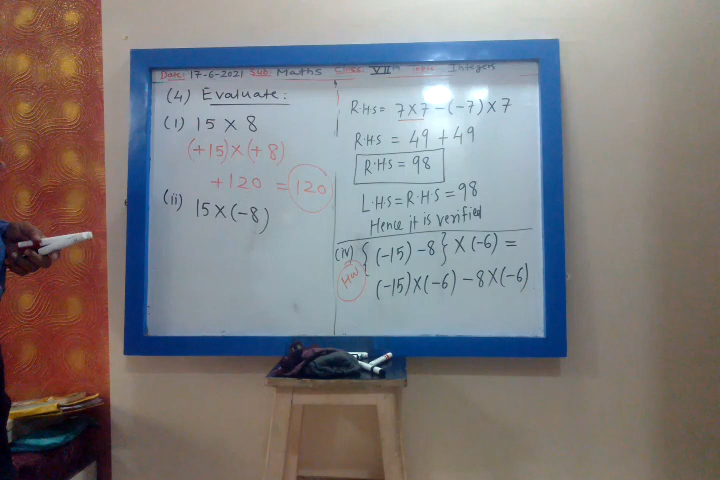 Date: 17-6-2021 Sub: Maths Class VIIth Topic Integers
(4) Evaluate:
(i) 15 × 8
(+15)×(+8)
+120 = 120
(ii) 15×(-8)
R.H.S = 7×7-(-7)×7
R.H.S = 49+49
R.H.S = 98
L.H.S = R.H.S = 98
Hence it is verified
(iv) {(-15)-8}×(-6) =
HW
(-15)×(-6)-8×(-6)